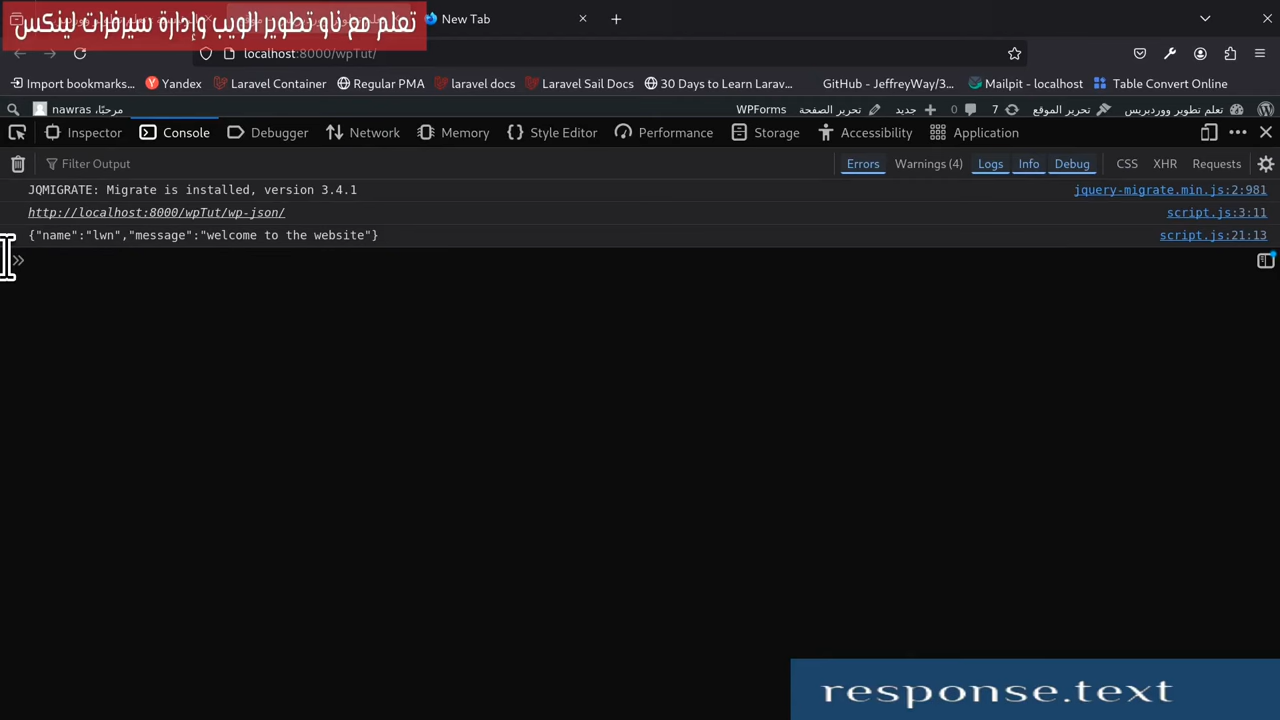 تعلم مع ناو تطوير الويب وإدارة سيرفرات لينكس
New Tab
localhost:8000/wpTut/
Import bookmarks...
Yandex
Laravel Container
Regular PMA
laravel docs
Laravel Sail Docs
30 Days to Learn Larav...
GitHub - JeffreyWay/3...
Mailpit - localhost
Table Convert Online
مرحبًا، nawras
WPForms
تحرير الصفحة
جديد
0
7
تحرير الموقع
تعلم تطوير ووردبريس
Inspector
Console
Debugger
Network
Memory
Style Editor
Performance
Storage
Accessibility
Application
Filter Output
Errors
Warnings (4)
Logs
Info
Debug
CSS
XHR
Requests
JQMIGRATE: Migrate is installed, version 3.4.1
jquery-migrate.min.js:2:981
http://localhost:8000/wpTut/wp-json/
script.js:3:11
{"name":"lwn","message":"welcome to the website"}
script.js:21:13
response.text